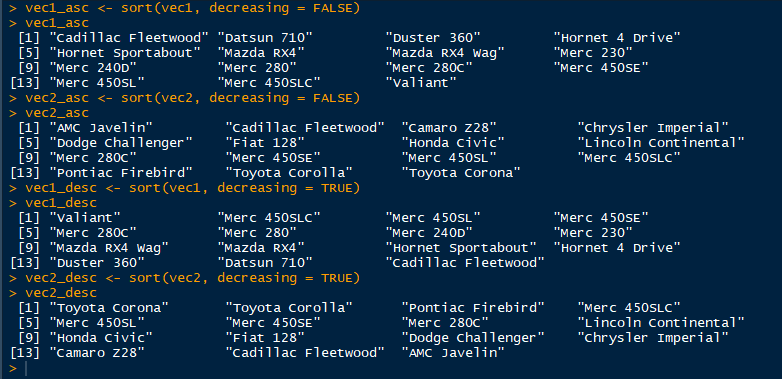 > vec1_asc <- sort(vec1, decreasing = FALSE)
> vec1_asc
 [1] "Cadillac Fleetwood" "Datsun 710"         "Duster 360"         "Hornet 4 Drive"
 [5] "Hornet Sportabout"  "Mazda RX4"          "Mazda RX4 Wag"      "Merc 230"
 [9] "Merc 240D"          "Merc 280"           "Merc 280C"          "Merc 450SE"
[13] "Merc 450SL"         "Merc 450SLC"        "Valiant"
> vec2_asc <- sort(vec2, decreasing = FALSE)
> vec2_asc
 [1] "AMC Javelin"         "Cadillac Fleetwood"  "Camaro Z28"          "Chrysler Imperial"
 [5] "Dodge Challenger"    "Fiat 128"            "Honda Civic"         "Lincoln Continental"
 [9] "Merc 280C"           "Merc 450SE"          "Merc 450SL"          "Merc 450SLC"
[13] "Pontiac Firebird"    "Toyota Corolla"      "Toyota Corona"
> vec1_desc <- sort(vec1, decreasing = TRUE)
> vec1_desc
 [1] "Valiant"            "Merc 450SLC"        "Merc 450SL"         "Merc 450SE"
 [5] "Merc 280C"          "Merc 280"           "Merc 240D"          "Merc 230"
 [9] "Mazda RX4 Wag"      "Mazda RX4"          "Hornet Sportabout"  "Hornet 4 Drive"
[13] "Duster 360"         "Datsun 710"         "Cadillac Fleetwood"
> vec2_desc <- sort(vec2, decreasing = TRUE)
> vec2_desc
 [1] "Toyota Corona"       "Toyota Corolla"      "Pontiac Firebird"    "Merc 450SLC"
 [5] "Merc 450SL"          "Merc 450SE"          "Merc 280C"           "Lincoln Continental"
 [9] "Honda Civic"         "Fiat 128"            "Dodge Challenger"    "Chrysler Imperial"
[13] "Camaro Z28"          "Cadillac Fleetwood"  "AMC Javelin"
>